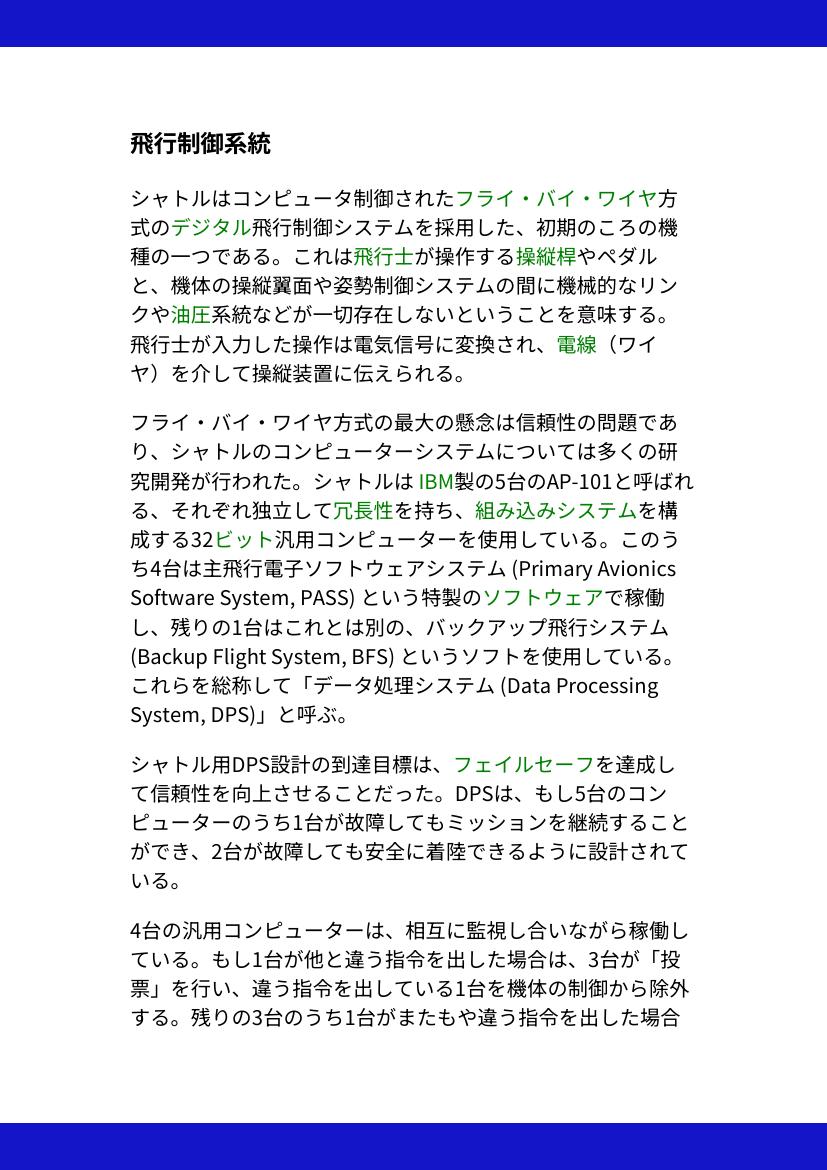 飛行制御系統
シャトルはコンピュータ制御されたフライ・バイ・ワイヤ方
式のデジタル飛行制御システムを採用した、初期のころの機
種の一つである。これは飛行士が操作する操縦桿やペダル
と、機体の操縦翼面や姿勢制御システムの間に機械的なリン
クや油圧系統などが一切存在しないということを意味する。
飛行士が入力した操作は電気信号に変換され、電線（ワイ
ヤ）を介して操縦装置に伝えられる。
フライ・バイ・ワイヤ方式の最大の懸念は信頼性の問題であ
り、シャトルのコンピューターシステムについては多くの研
究開発が行われた。シャトルは IBM製の5台のAP-101と呼ばれ
る、それぞれ独立して冗長性を持ち、組み込みシステムを構
成する32ビット汎用コンピューターを使用している。このう
ち4台は主飛行電子ソフトウェアシステム (Primary Avionics
Software System, PASS) という特製のソフトウェアで稼働
し、残りの1台はこれとは別の、バックアップ飛行システム
(Backup Flight System, BFS) というソフトを使用している。
これらを総称して「データ処理システム (Data Processing
System, DPS)」と呼ぶ。
シャトル用DPS設計の到達目標は、フェイルセーフを達成し
て信頼性を向上させることだった。DPSは、もし5台のコン
ピューターのうち1台が故障してもミッションを継続すること
ができ、2台が故障しても安全に着陸できるように設計されて
いる。
4台の汎用コンピューターは、相互に監視し合いながら稼働し
ている。もし1台が他と違う指令を出した場合は、3台が「投
票」を行い、違う指令を出している1台を機体の制御から除外
する。残りの3台のうち1台がまたもや違う指令を出した場合